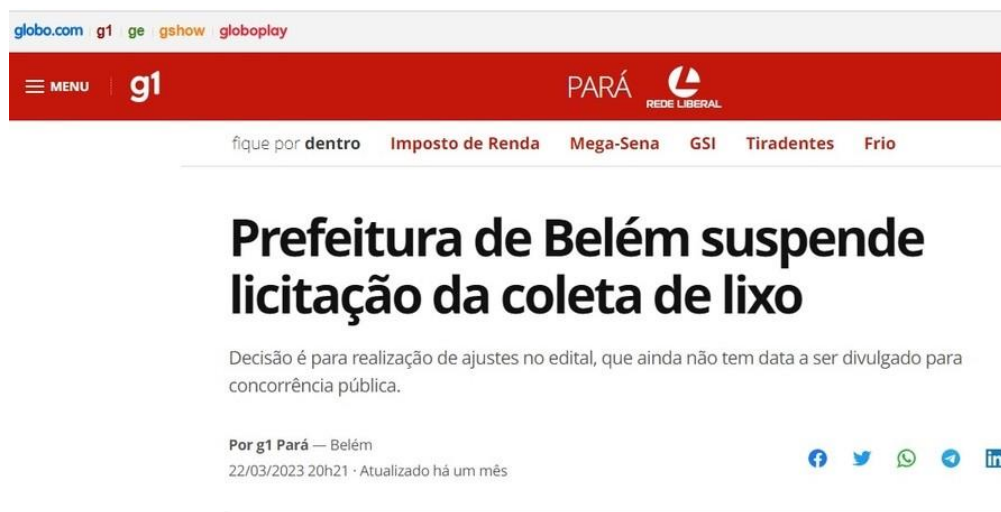 globo.com g1 ge gshow globoplay
MENU g1 PARÁ REDE LIBERAL
fique por dentro Imposto de Renda Mega-Sena GSI Tiradentes Frio
Prefeitura de Belém suspende
licitação da coleta de lixo
Decisão é para realização de ajustes no edital, que ainda não tem data a ser divulgado para
concorrência pública.
Por g1 Pará — Belém
22/03/2023 20h21 · Atualizado há um mês